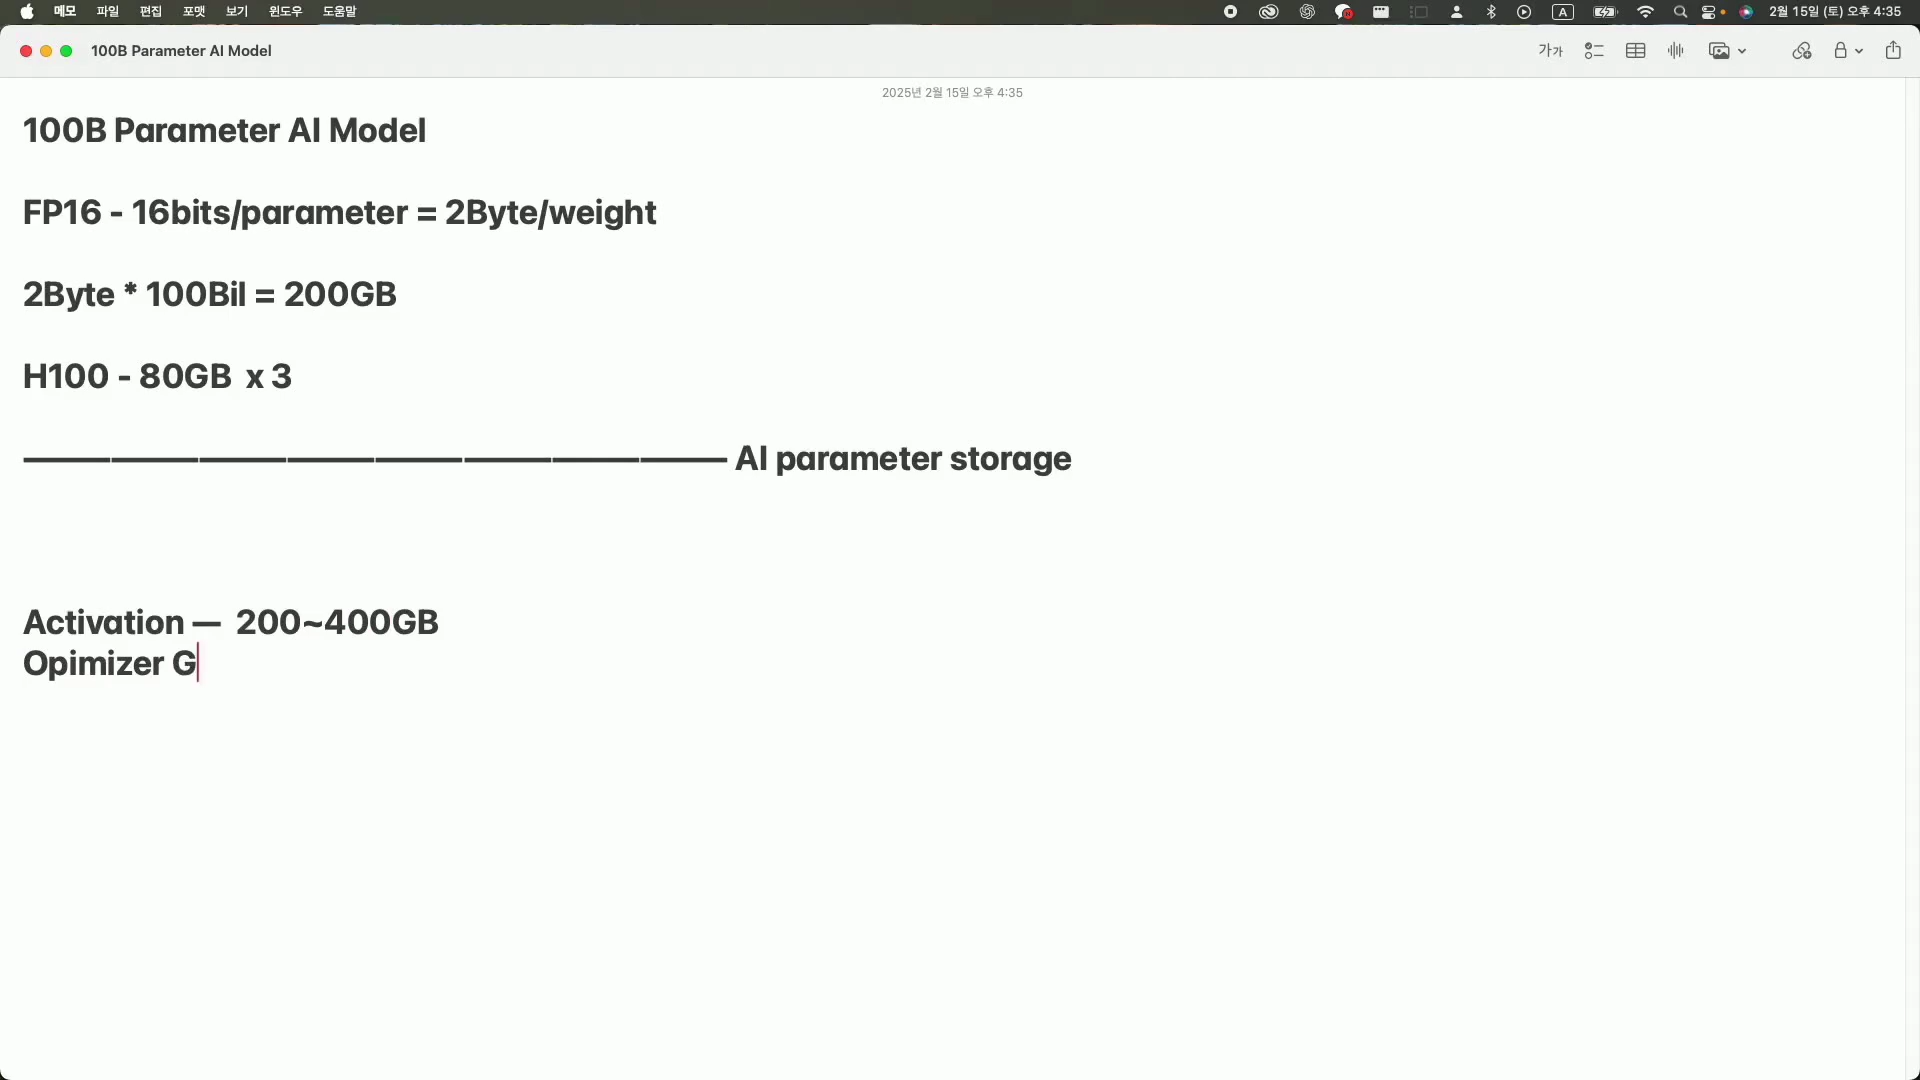 메모 파일 편집 포맷 보기 윈도우 도움말 A 2월 15일 (토) 오후 4:35
100B Parameter AI Model 가가
2025년 2월 15일 오후 4:35
100B Parameter AI Model
FP16 - 16bits/parameter = 2Byte/weight
2Byte * 100Bil = 200GB
H100 - 80GB x 3
———————— AI parameter storage
Activation — 200~400GB
Opimizer G